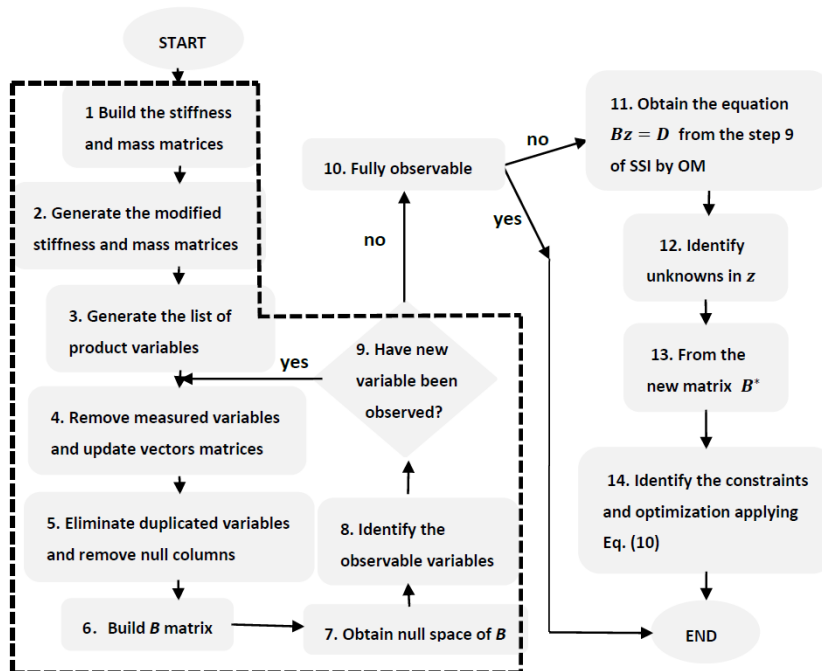 START
1 Build the stiffness
and mass matrices
2. Generate the modified
stiffness and mass matrices
3. Generate the list of
product variables
4. Remove measured variables
and update vectors matrices
5. Eliminate duplicated variables
and remove null columns
6. Build B matrix
7. Obtain null space of B
8. Identify the
observable variables
9. Have new
variable been
observed?
yes
no
10. Fully observable
no
yes
11. Obtain the equation
Bz = D from the step 9
of SSI by OM
12. Identify
unknowns in z
13. From the
new matrix B*
14. Identify the constraints
and optimization applying
Eq. (10)
END